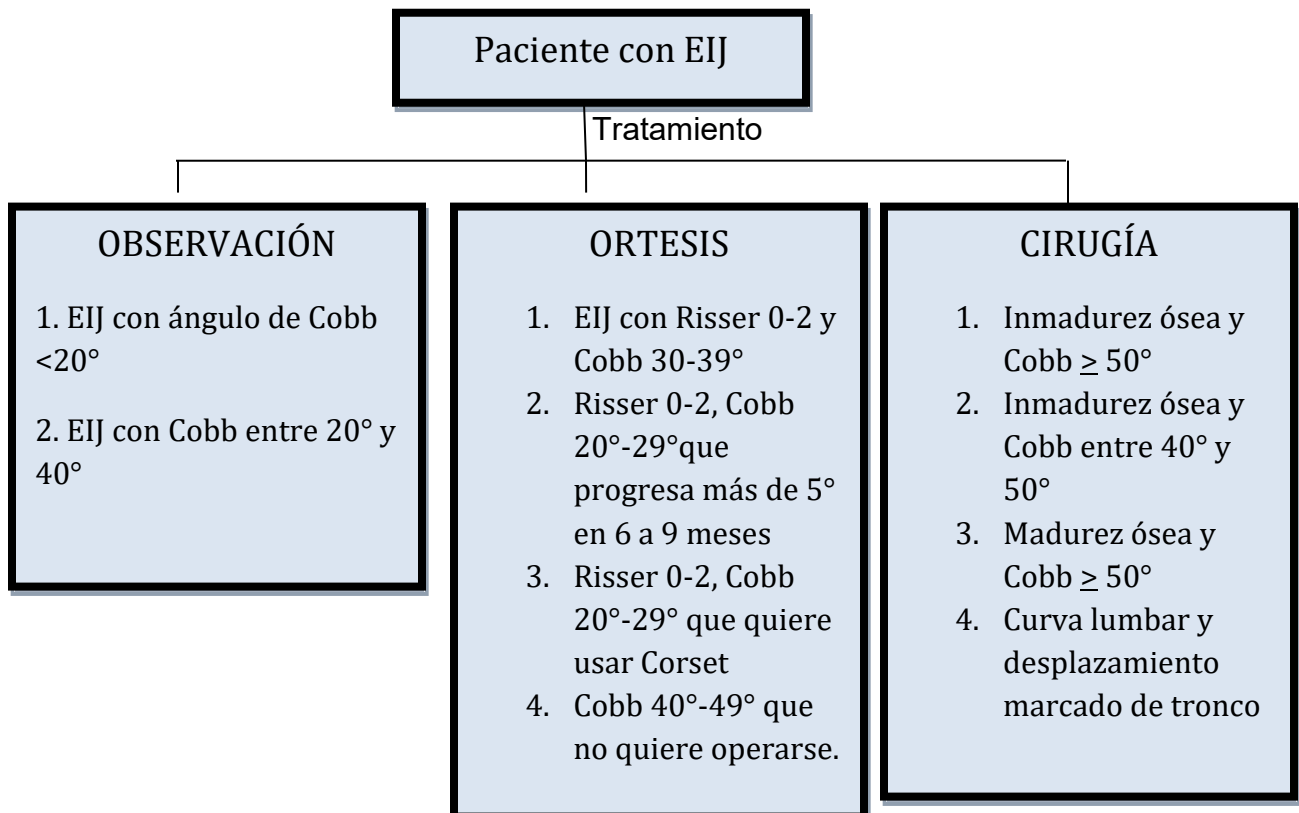 Paciente con EIJ
Tratamiento
OBSERVACIÓN
1. EIJ con ángulo de Cobb
<20°
2. EIJ con Cobb entre 20° y
40°
ORTESIS
1. EIJ con Risser 0-2 y
Cobb 30-39°
2. Risser 0-2, Cobb
20°-29°que
progresa más de 5°
en 6 a 9 meses
3. Risser 0-2, Cobb
20°-29° que quiere
usar Corset
4. Cobb 40°-49° que
no quiere operarse.
CIRUGÍA
1. Inmadurez ósea y
Cobb ≥ 50°
2. Inmadurez ósea y
Cobb entre 40° y
50°
3. Madurez ósea y
Cobb ≥ 50°
4. Curva lumbar y
desplazamiento
marcado de tronco